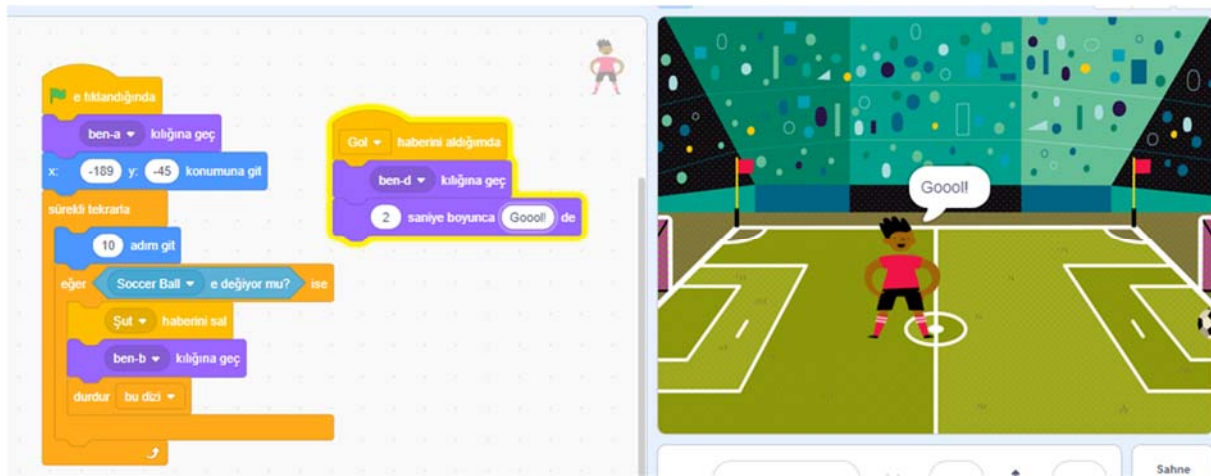 e tıklandığında
ben-a kılığına geç
x: -189 y: -45 konumuna git
sürekli tekrarla
10 adım git
eğer Soccer Ball e değiyor mu? ise
Şut haberini sal
ben-b kılığına geç
durdur bu dizi
Gol haberini aldığımda
ben-d kılığına geç
2 saniye boyunca Goool! de
Goool!
Sahne